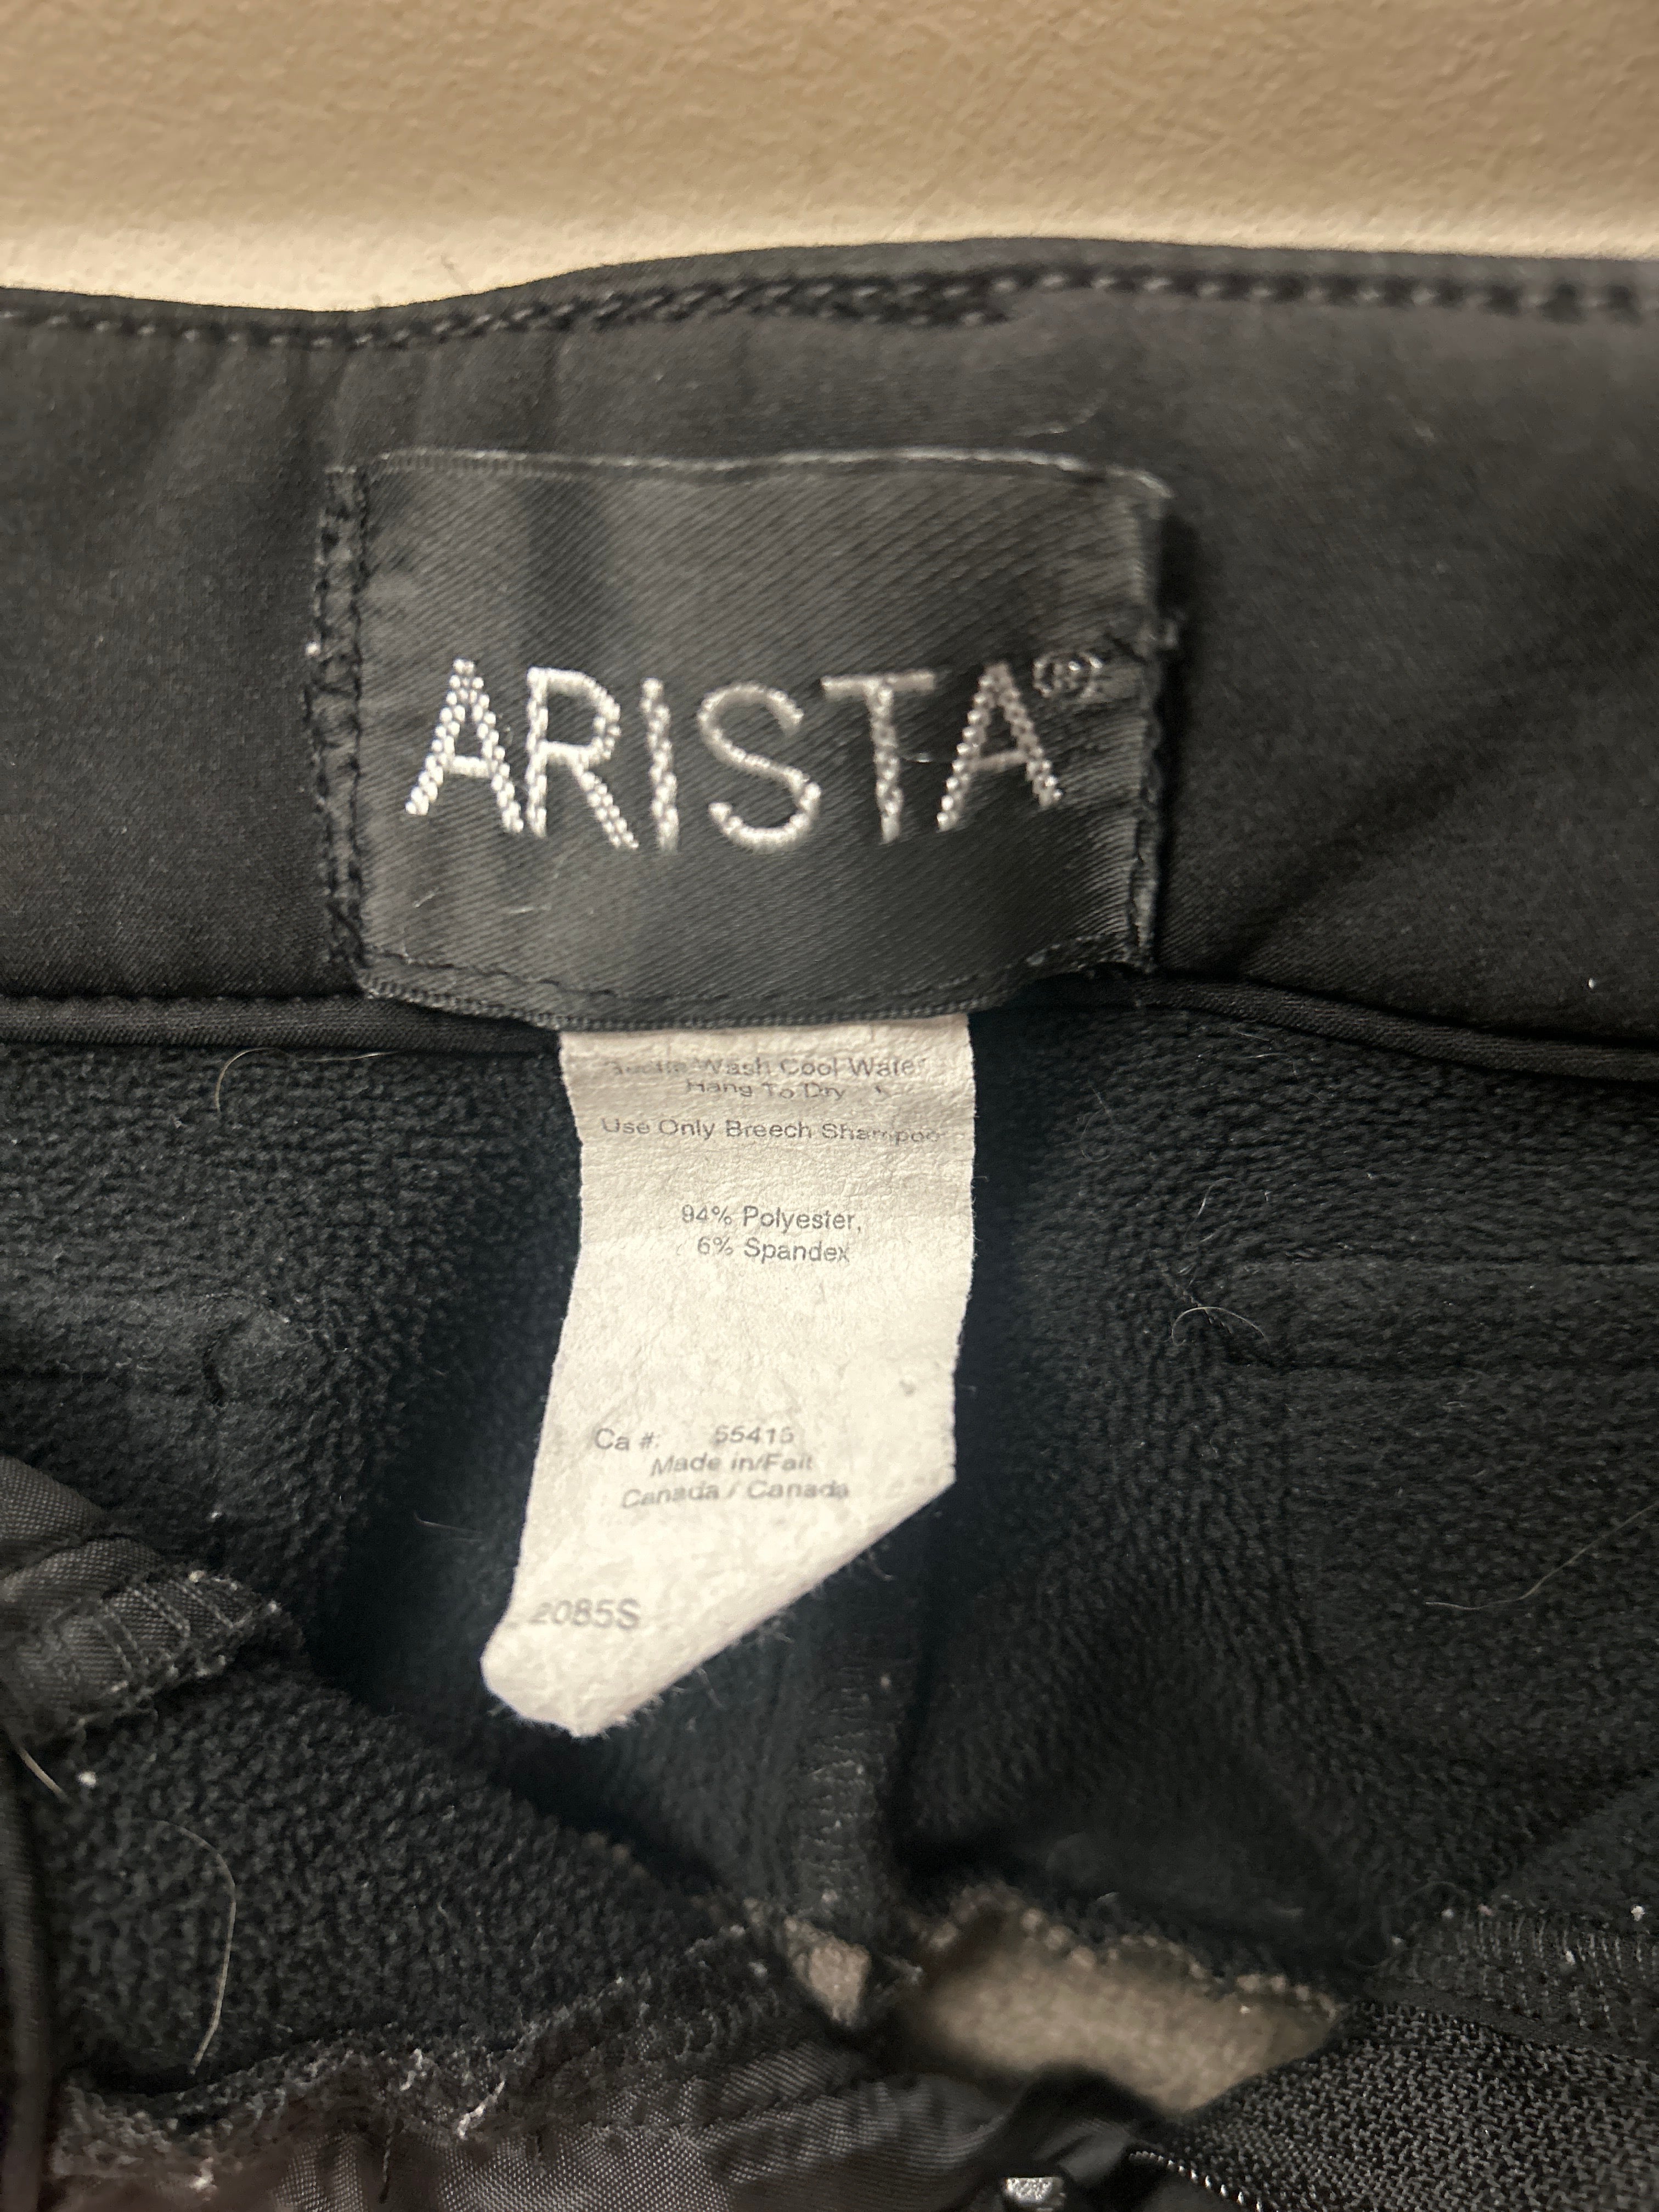 ARISTA®
Wash Cool Water
Hang To Dry
Use Only Breech Shampoo
94% Polyester,
6% Spandex
Ca #: 55415
Made in/Fait
Canada / Canada
2085S